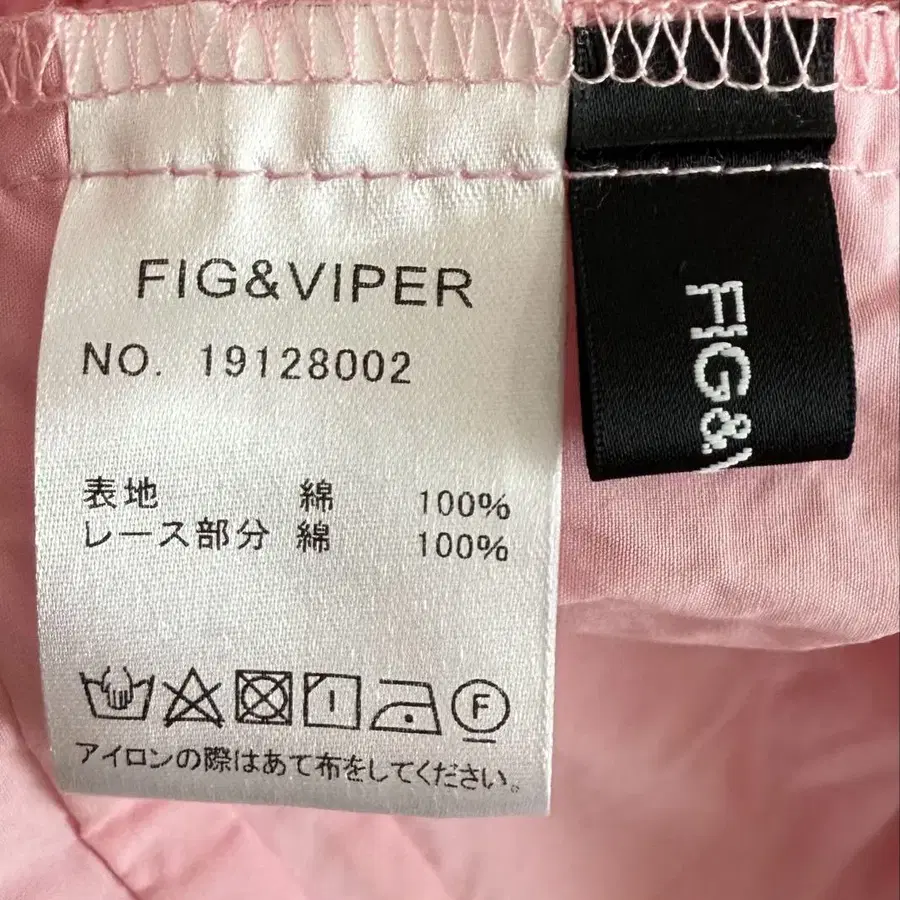 FIG&VIPER
NO. 19128002
表地 綿 100%
レース部分 綿 100%
F
アイロンの際はあて布をしてください。
FIG&V